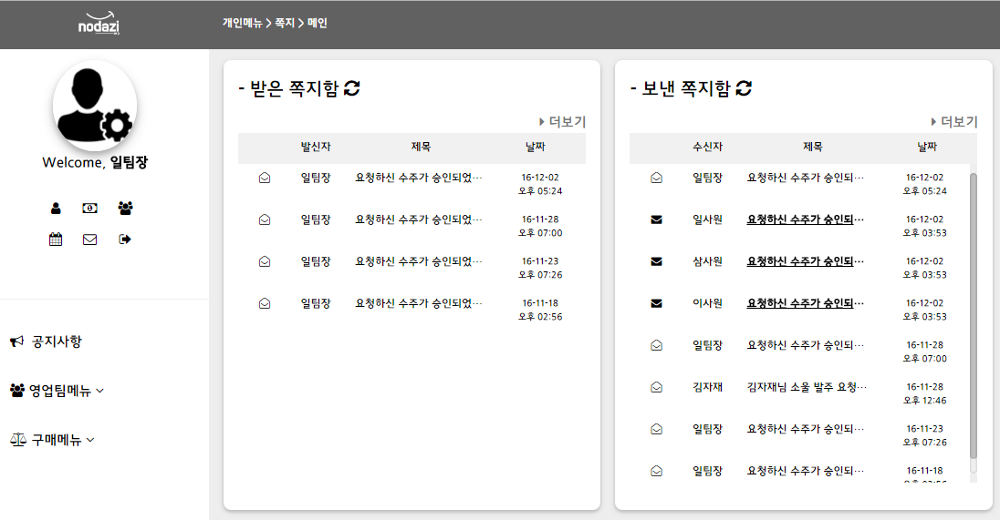 nodazi
개인메뉴 > 쪽지 > 메인
Welcome, 일팀장
공지사항
영업팀메뉴
구매메뉴
- 받은 쪽지함
더보기
발신자 제목 날짜
일팀장 요청하신 수주가 승인되었… 16-12-02
오후 05:24
일팀장 요청하신 수주가 승인되었… 16-11-28
오후 07:00
일팀장 요청하신 수주가 승인되었… 16-11-23
오후 07:26
일팀장 요청하신 수주가 승인되었… 16-11-18
오후 02:56
- 보낸 쪽지함
더보기
수신자 제목 날짜
일팀장 요청하신 수주가 승인되… 16-12-02
오후 05:24
일사원 요청하신 수주가 승인되… 16-12-02
오후 03:53
삼사원 요청하신 수주가 승인되… 16-12-02
오후 03:53
이사원 요청하신 수주가 승인되… 16-12-02
오후 03:53
일팀장 요청하신 수주가 승인되… 16-11-28
오후 07:00
김자재 김자재님 소울 발주 요청… 16-11-28
오후 12:46
일팀장 요청하신 수주가 승인되… 16-11-23
오후 07:26
일팀장 요청하신 수주가 승인되… 16-11-18